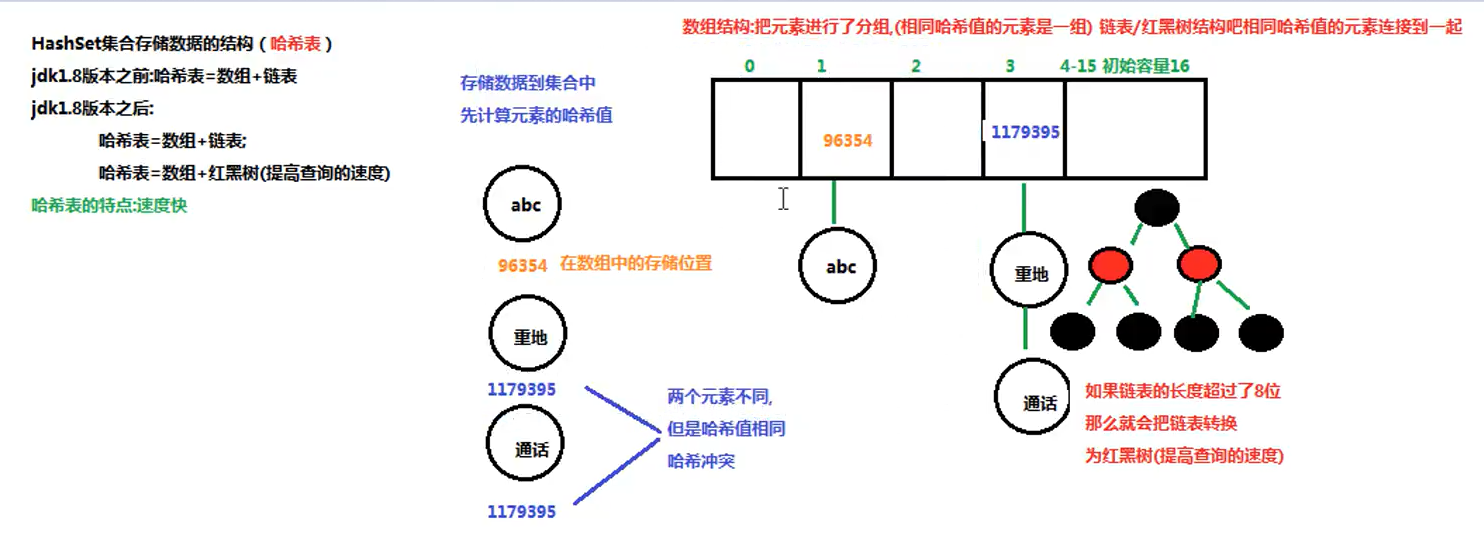 数组结构:把元素进行了分组,(相同哈希值的元素是一组) 链表/红黑树结构吧相同哈希值的元素连接到一起
HashSet集合存储数据的结构（哈希表）
jdk1.8版本之前:哈希表=数组+链表
jdk1.8版本之后:
哈希表=数组+链表;
哈希表=数组+红黑树(提高查询的速度)
哈希表的特点:速度快
存储数据到集合中
先计算元素的哈希值
0 1 2 3 4-15 初始容量16
96354 1179395
abc
96354 在数组中的存储位置
重地
1179395
通话
1179395
两个元素不同,
但是哈希值相同
哈希冲突
abc
重地
通话
如果链表的长度超过了8位
那么就会把链表转换
为红黑树(提高查询的速度)